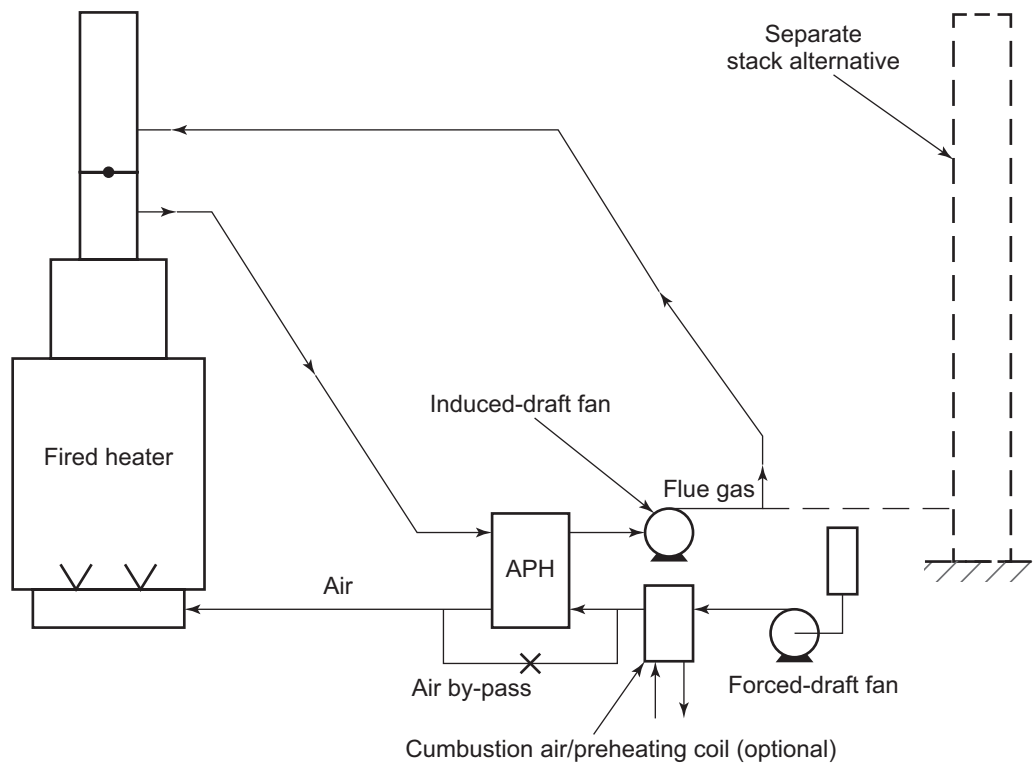 Separate
stack alternative
Induced-draft fan
Fired heater
Flue gas
APH
Air
Air by-pass
Forced-draft fan
Cumbustion air/preheating coil (optional)